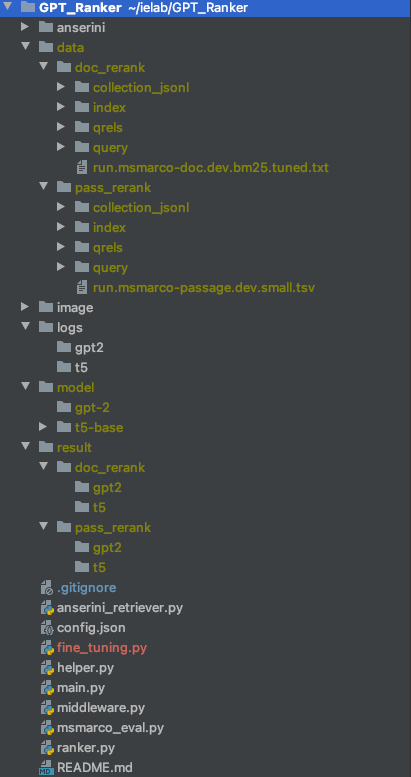 GPT_Ranker ~/ielab/GPT_Ranker
anserini
data
doc_rerank
collection_jsonl
index
qrels
query
run.msmarco-doc.dev.bm25.tuned.txt
pass_rerank
collection_jsonl
index
qrels
query
run.msmarco-passage.dev.small.tsv
image
logs
gpt2
t5
model
gpt-2
t5-base
result
doc_rerank
gpt2
t5
pass_rerank
gpt2
t5
.gitignore
anserini_retriever.py
config.json
fine_tuning.py
helper.py
main.py
middleware.py
msmarco_eval.py
ranker.py
README.md